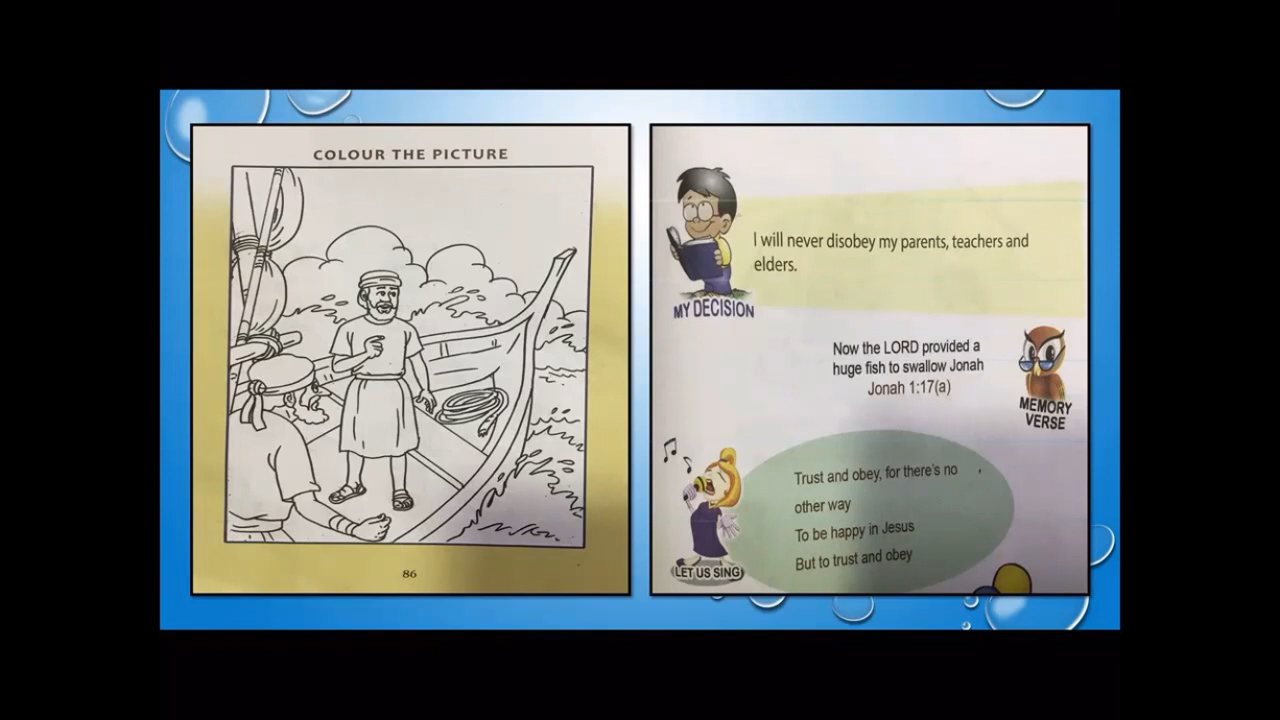 COLOUR THE PICTURE
86
I will never disobey my parents, teachers and
elders.
MY DECISION
Now the LORD provided a
huge fish to swallow Jonah
Jonah 1:17(a)
MEMORY
VERSE
Trust and obey, for there's no
other way
To be happy in Jesus
But to trust and obey
LET US SING